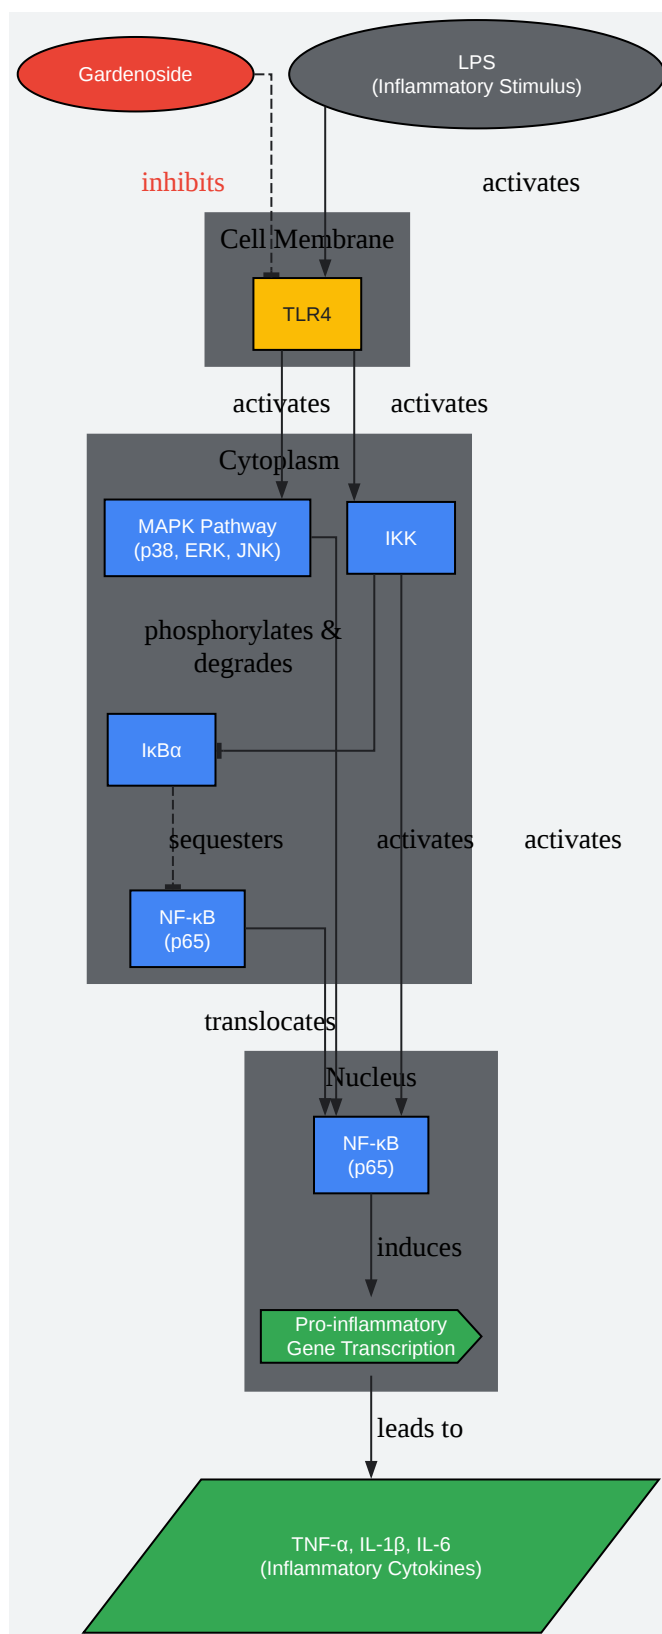 Gardenoside
LPS
(Inflammatory Stimulus)
inhibits
activates
Cell Membrane
TLR4
activates
activates
Cytoplasm
MAPK Pathway
(p38, ERK, JNK)
IKK
phosphorylates &
degrades
IκBα
sequesters
activates
activates
NF-κB
(p65)
translocates
Nucleus
NF-κB
(p65)
induces
Pro-inflammatory
Gene Transcription
leads to
TNF-α, IL-1β, IL-6
(Inflammatory Cytokines)